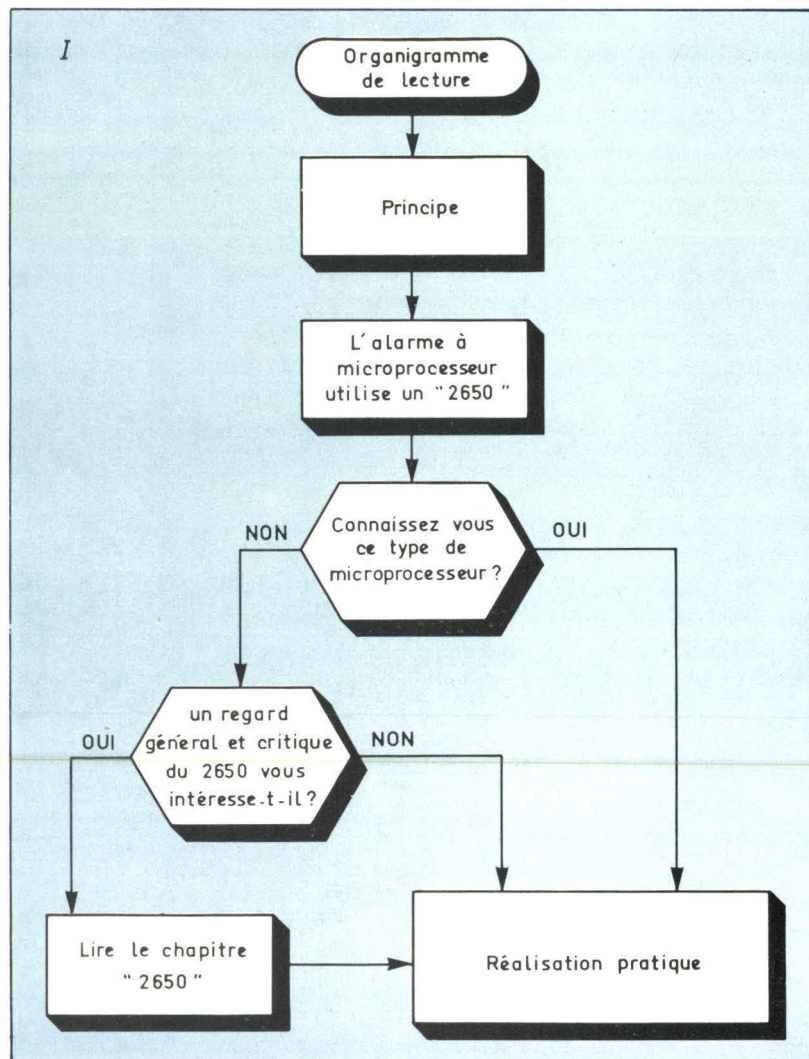 I
Organigramme
de lecture
Principe
L'alarme à
microprocesseur
utilise un "2650"
NON
Connaissez vous
ce type de
microprocesseur?
OUI
OUI
un regard
général et critique
du 2650 vous
intéresse-t-il?
NON
Lire le chapitre
"2650"
Réalisation pratique